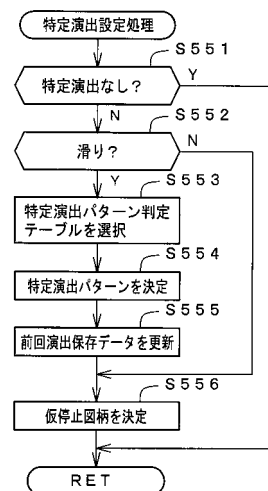 特定演出設定処理
S551
特定演出なし?
Y
N
S552
滑り?
N
Y
S553
特定演出パターン判定
テーブルを選択
S554
特定演出パターンを決定
S555
前回演出保存データを更新
S556
仮停止図柄を決定
RET